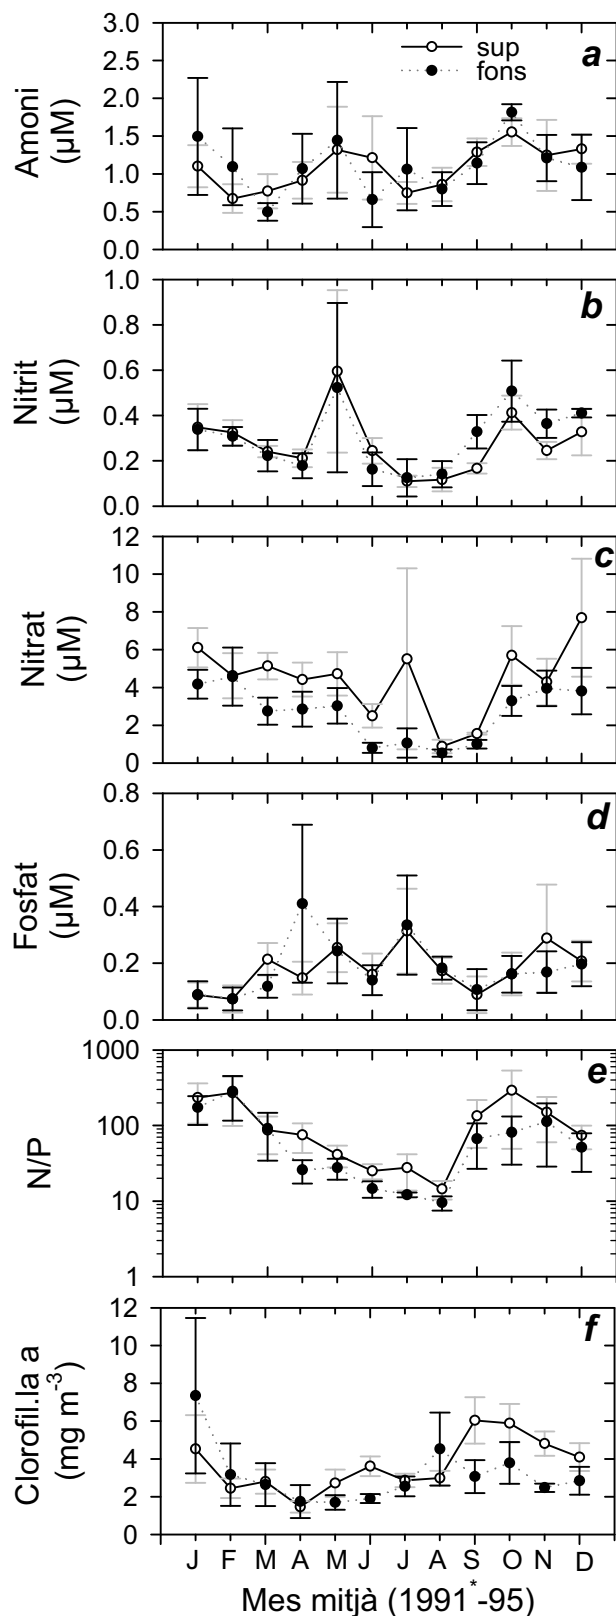 3.0
2.5
2.0
1.5
1.0
0.5
0.0
Amoni
(µM)
sup
fons
a
1.0
0.8
0.6
0.4
0.2
0.0
Nitrit
(µM)
b
12
10
8
6
4
2
0
Nitrat
(µM)
c
0.8
0.6
0.4
0.2
0.0
Fosfat
(µM)
d
1000
100
10
1
N/P
e
12
10
8
6
4
2
0
Clorofil.la a
(mg m-3)
f
J F M A M J J A S O N D
Mes mitjà (1991*-95)